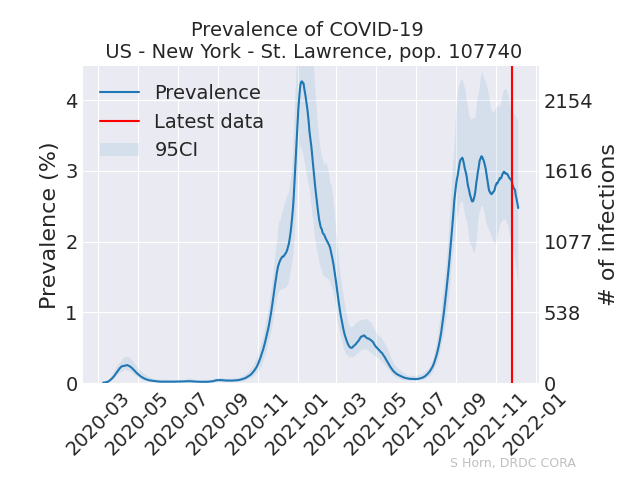 Prevalence of COVID-19
US - New York - St. Lawrence, pop. 107740
Prevalence
Latest data
95CI
Prevalence (%)
4
3
2
1
0
2154
1616
1077
538
0
# of infections
2020-03
2020-05
2020-07
2020-09
2020-11
2021-01
2021-03
2021-05
2021-07
2021-09
2021-11
2022-01
S Horn, DRDC CORA